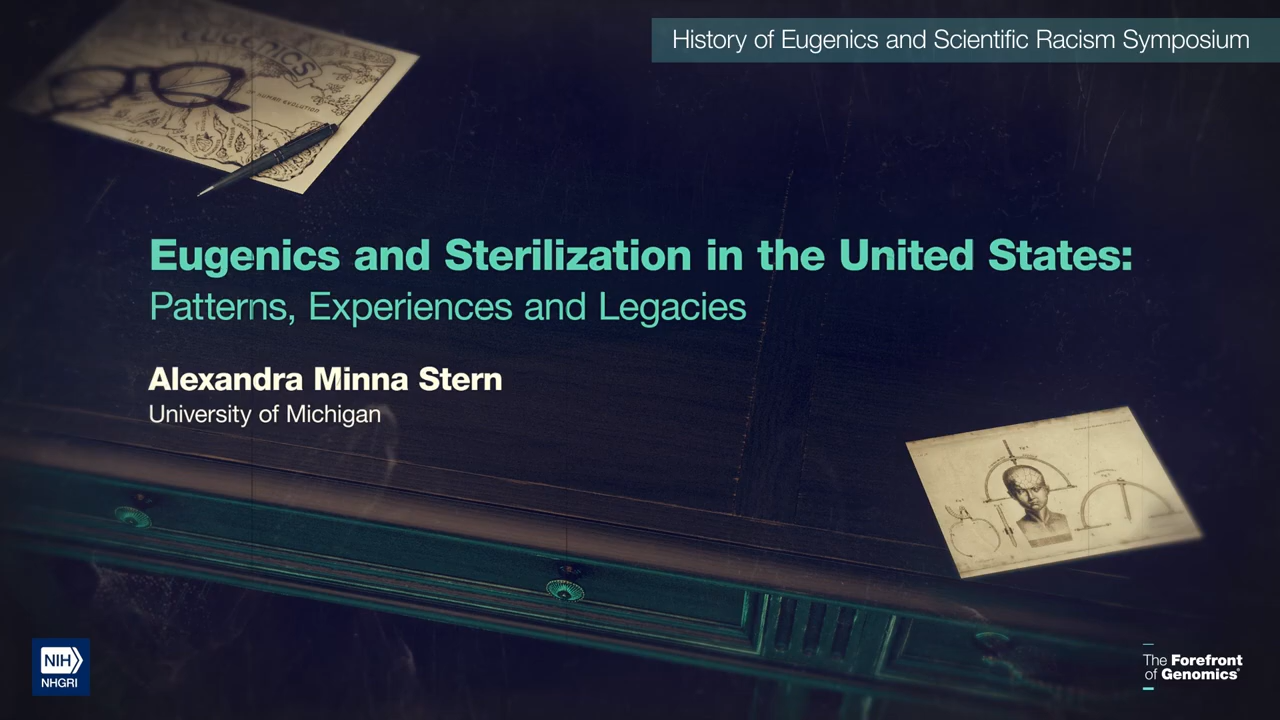 History of Eugenics and Scientific Racism Symposium
EUGENICS
Eugenics and Sterilization in the United States:
Patterns, Experiences and Legacies
Alexandra Minna Stern
University of Michigan
NIH
NHGRI
The Forefront
of Genomics®